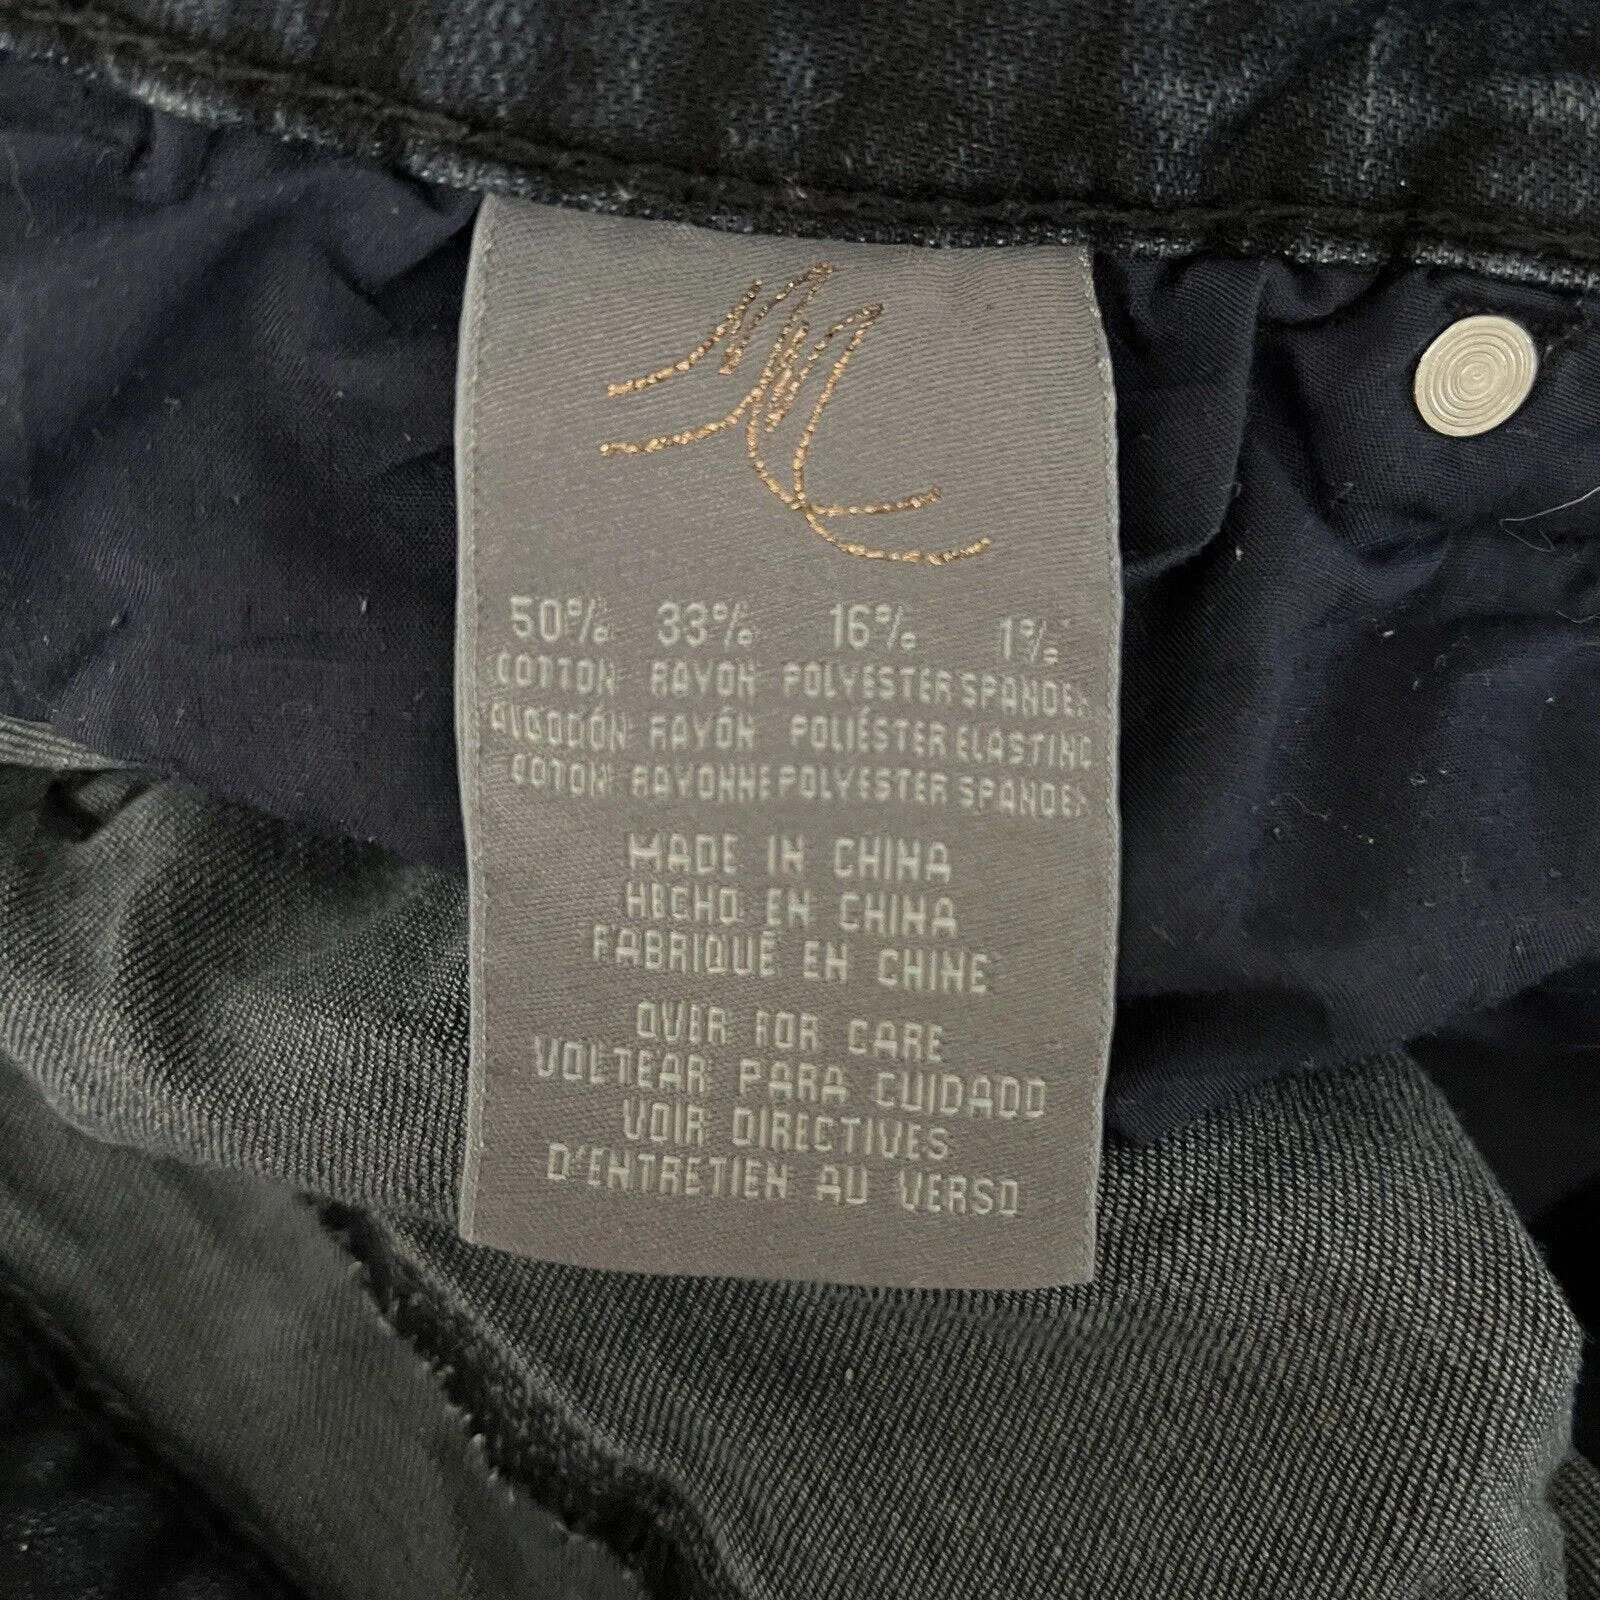 50% 33% 16% 1%
COTTON RAYON POLYESTER SPANDEX
ALGODÓN RAYÓN POLIÉSTER ELASTINO
COTON RAYONNE POLYESTER SPANDEX
MADE IN CHINA
HECHO EN CHINA
FABRIQUÉ EN CHINE
OVER FOR CARE
VOLTEAR PARA CUIDADO
VOIR DIRECTIVES
D'ENTRETIEN AU VERSO